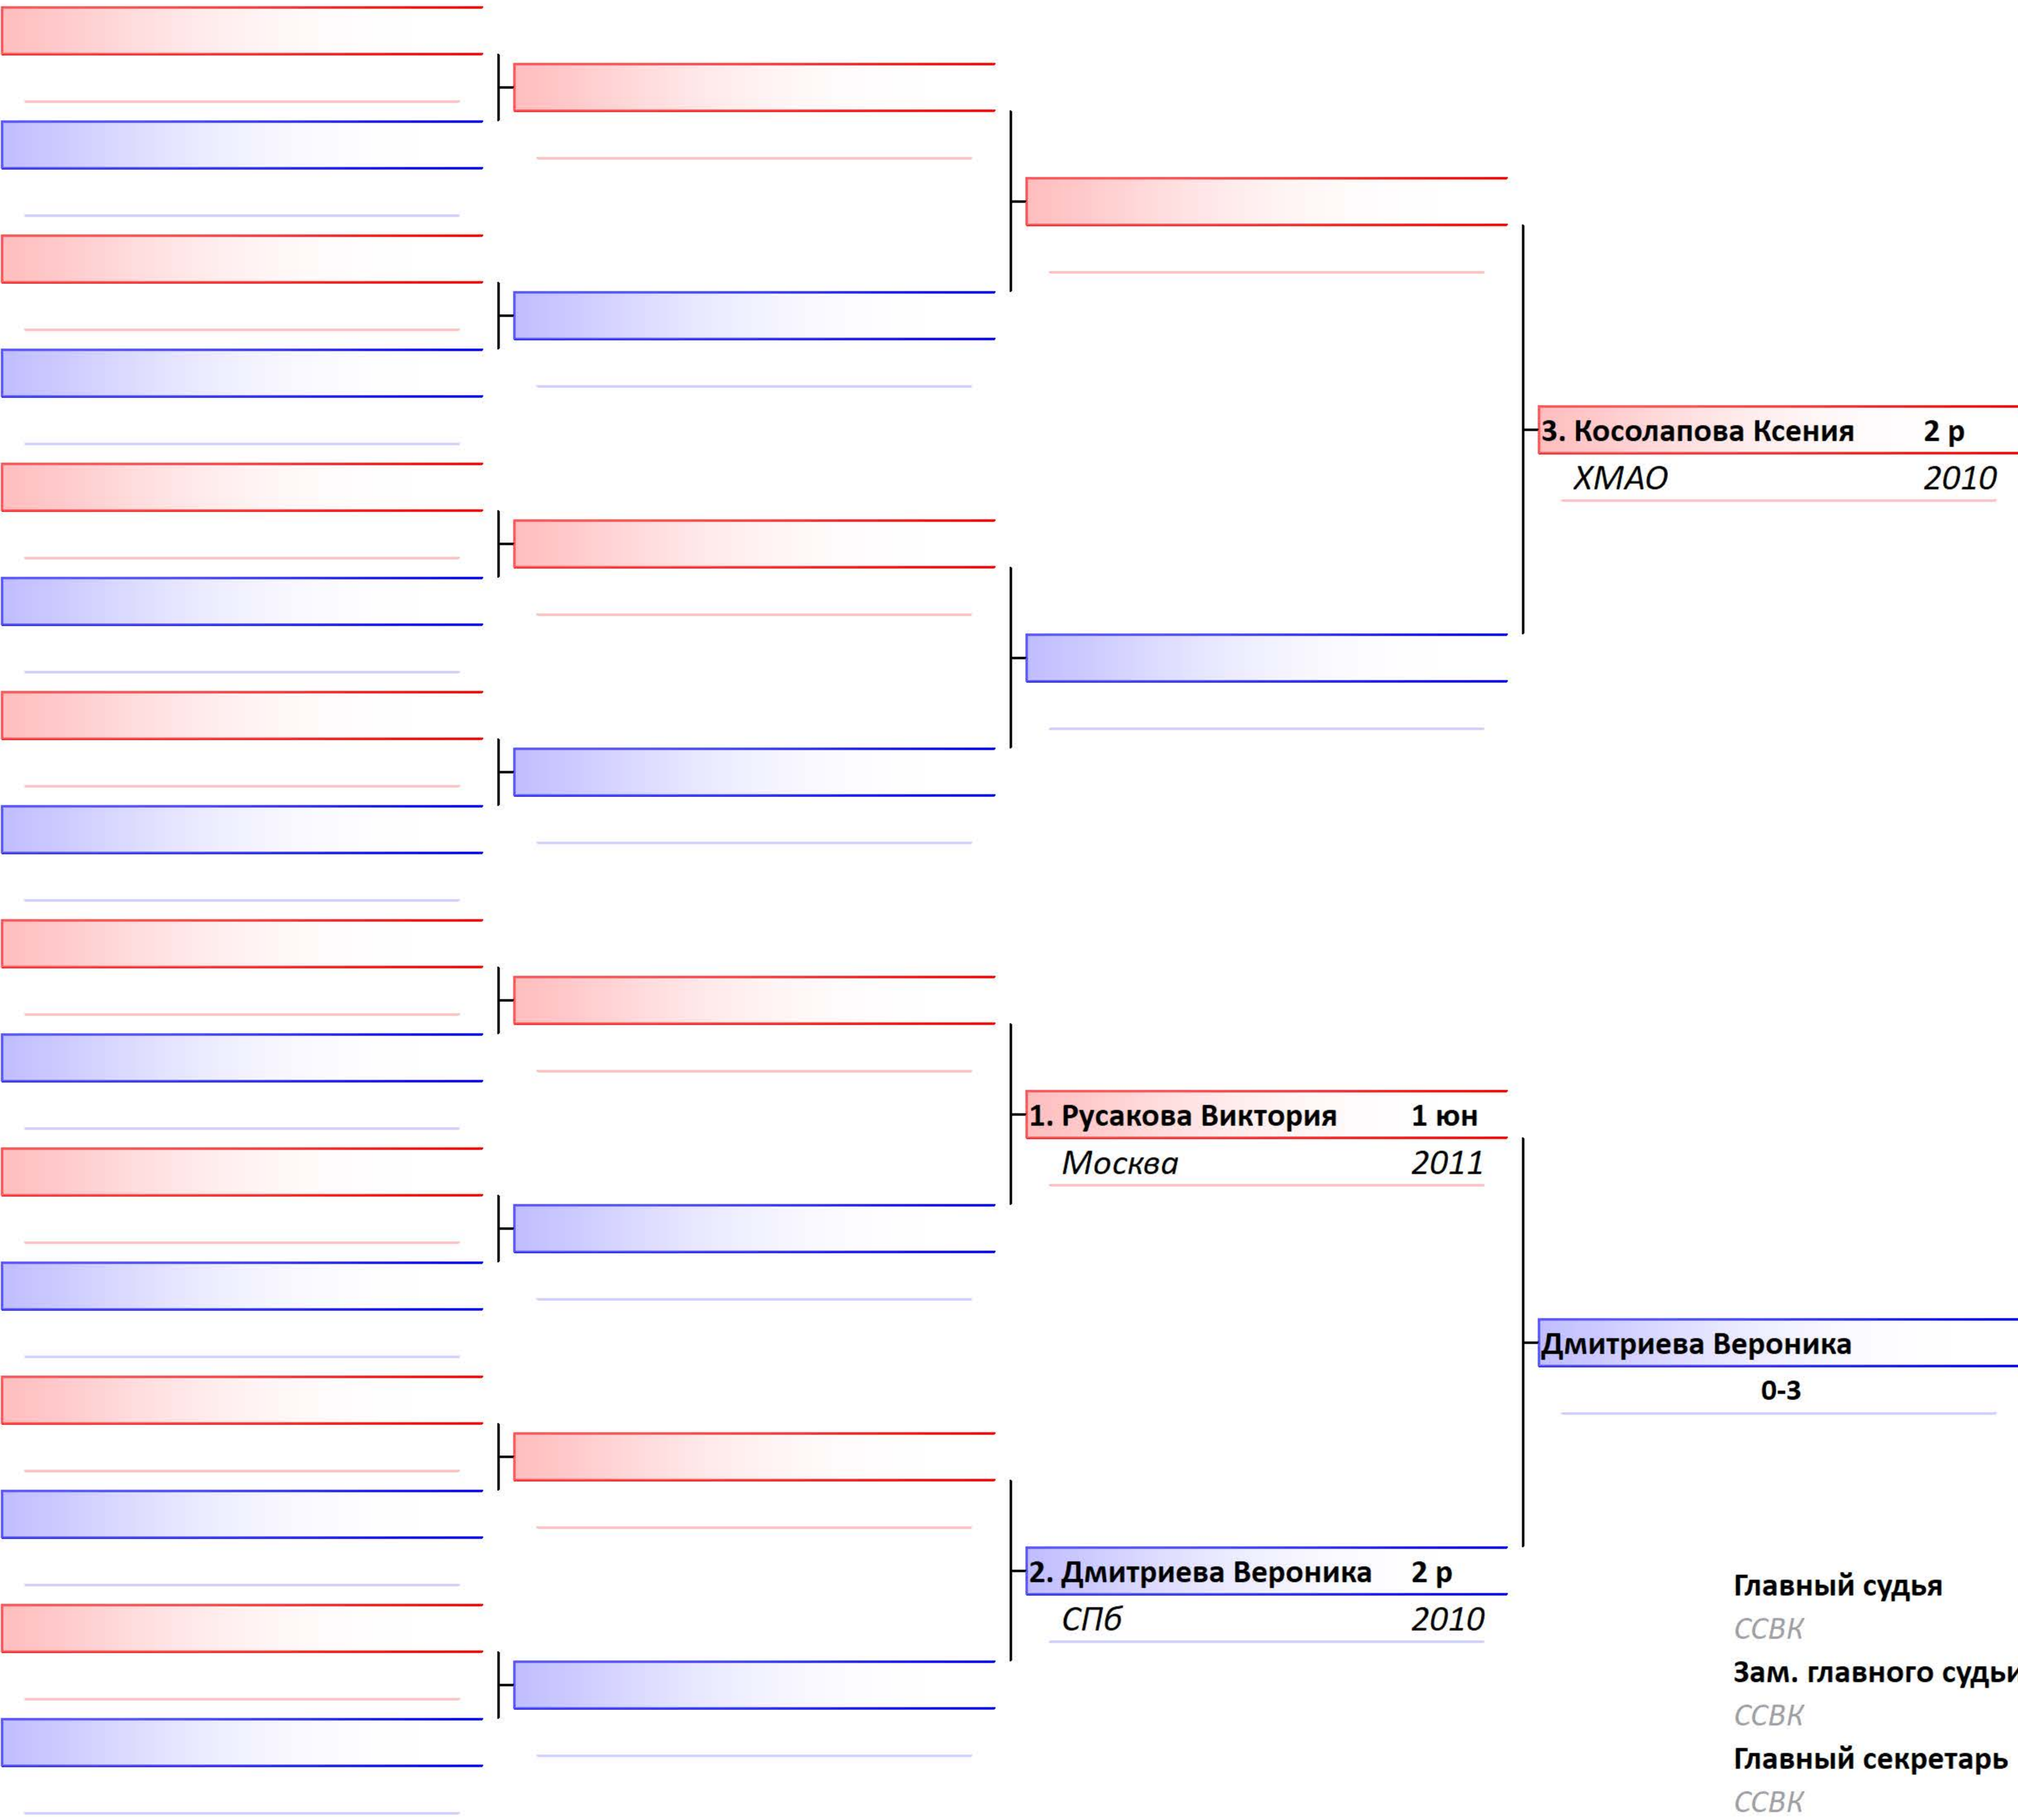 3. Косолапова Ксения 2 р
ХМАО 2010
1. Русакова Виктория 1 юн
Москва 2011
Дмитриева Вероника
0-3
2. Дмитриева Вероника 2 р
СПб 2010
Главный судья
ССВК
Зам. главного судьи
ССВК
Главный секретарь
ССВК